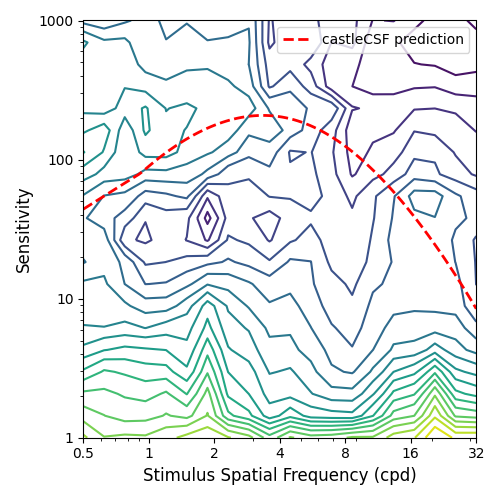 castleCSF prediction
1000
100
10
1
Sensitivity
0.5 1 2 4 8 16 32
Stimulus Spatial Frequency (cpd)